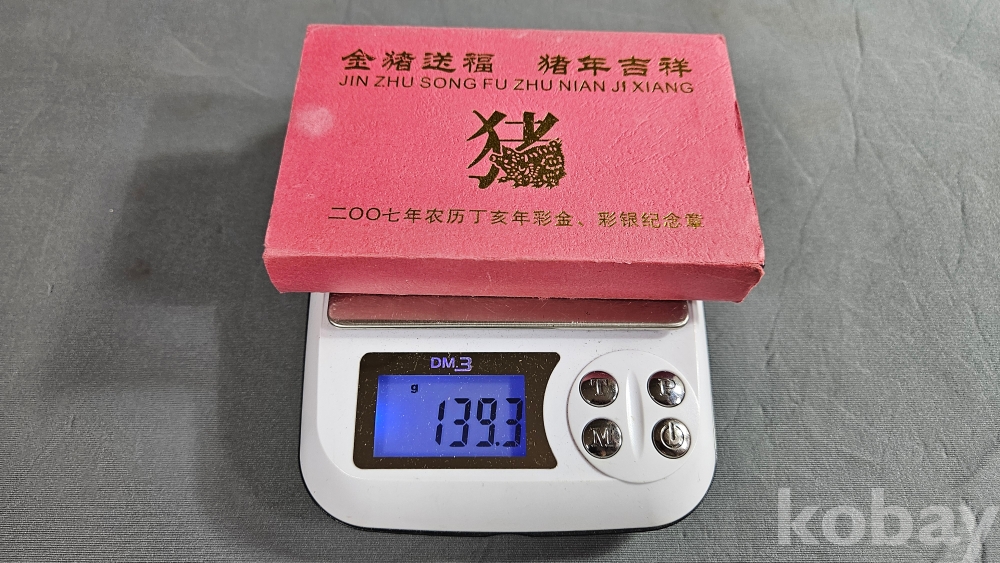 金猪送福 猪年吉祥
JIN ZHU SONG FU ZHU NIAN JI XIANG
猪
二〇〇七年农历丁亥年彩金、彩银纪念章
DM.3
g
139.3
T P
M
kobay